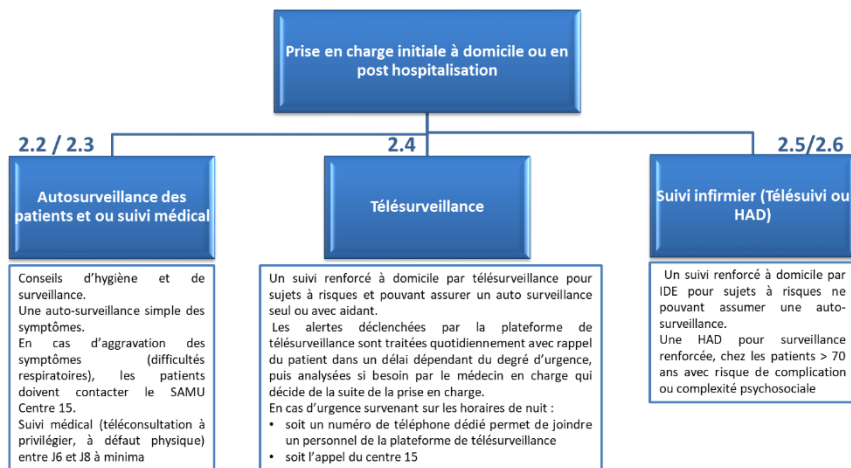 Prise en charge initiale à domicile ou en
post hospitalisation
2.2 / 2.3
2.4
2.5/2.6
Autosurveillance des
patients et ou suivi médical
Télésurveillance
Suivi infirmier (Télésuivi ou
HAD)
Conseils d'hygiène et de
surveillance.
Une auto-surveillance simple des
symptômes.
En cas d'aggravation des
symptômes (difficultés
respiratoires), les patients
doivent contacter le SAMU
Centre 15.
Suivi médical (téléconsultation à
privilégier, à défaut physique)
entre J6 et J8 à minima
Un suivi renforcé à domicile par télésurveillance pour
sujets à risques et pouvant assurer un auto surveillance
seul ou avec aidant.
Les alertes déclenchées par la plateforme de
télésurveillance sont traitées quotidiennement avec rappel
du patient dans un délai dépendant du degré d'urgence,
puis analysées si besoin par le médecin en charge qui
décide de la suite de la prise en charge.
En cas d'urgence survenant sur les horaires de nuit :
• soit un numéro de téléphone dédié permet de joindre
un personnel de la plateforme de télésurveillance
• soit l'appel du centre 15
Un suivi renforcé à domicile par
IDE pour sujets à risques ne
pouvant assumer une auto-
surveillance.
Une HAD pour surveillance
renforcée, chez les patients > 70
ans avec risque de complication
ou complexité psychosociale